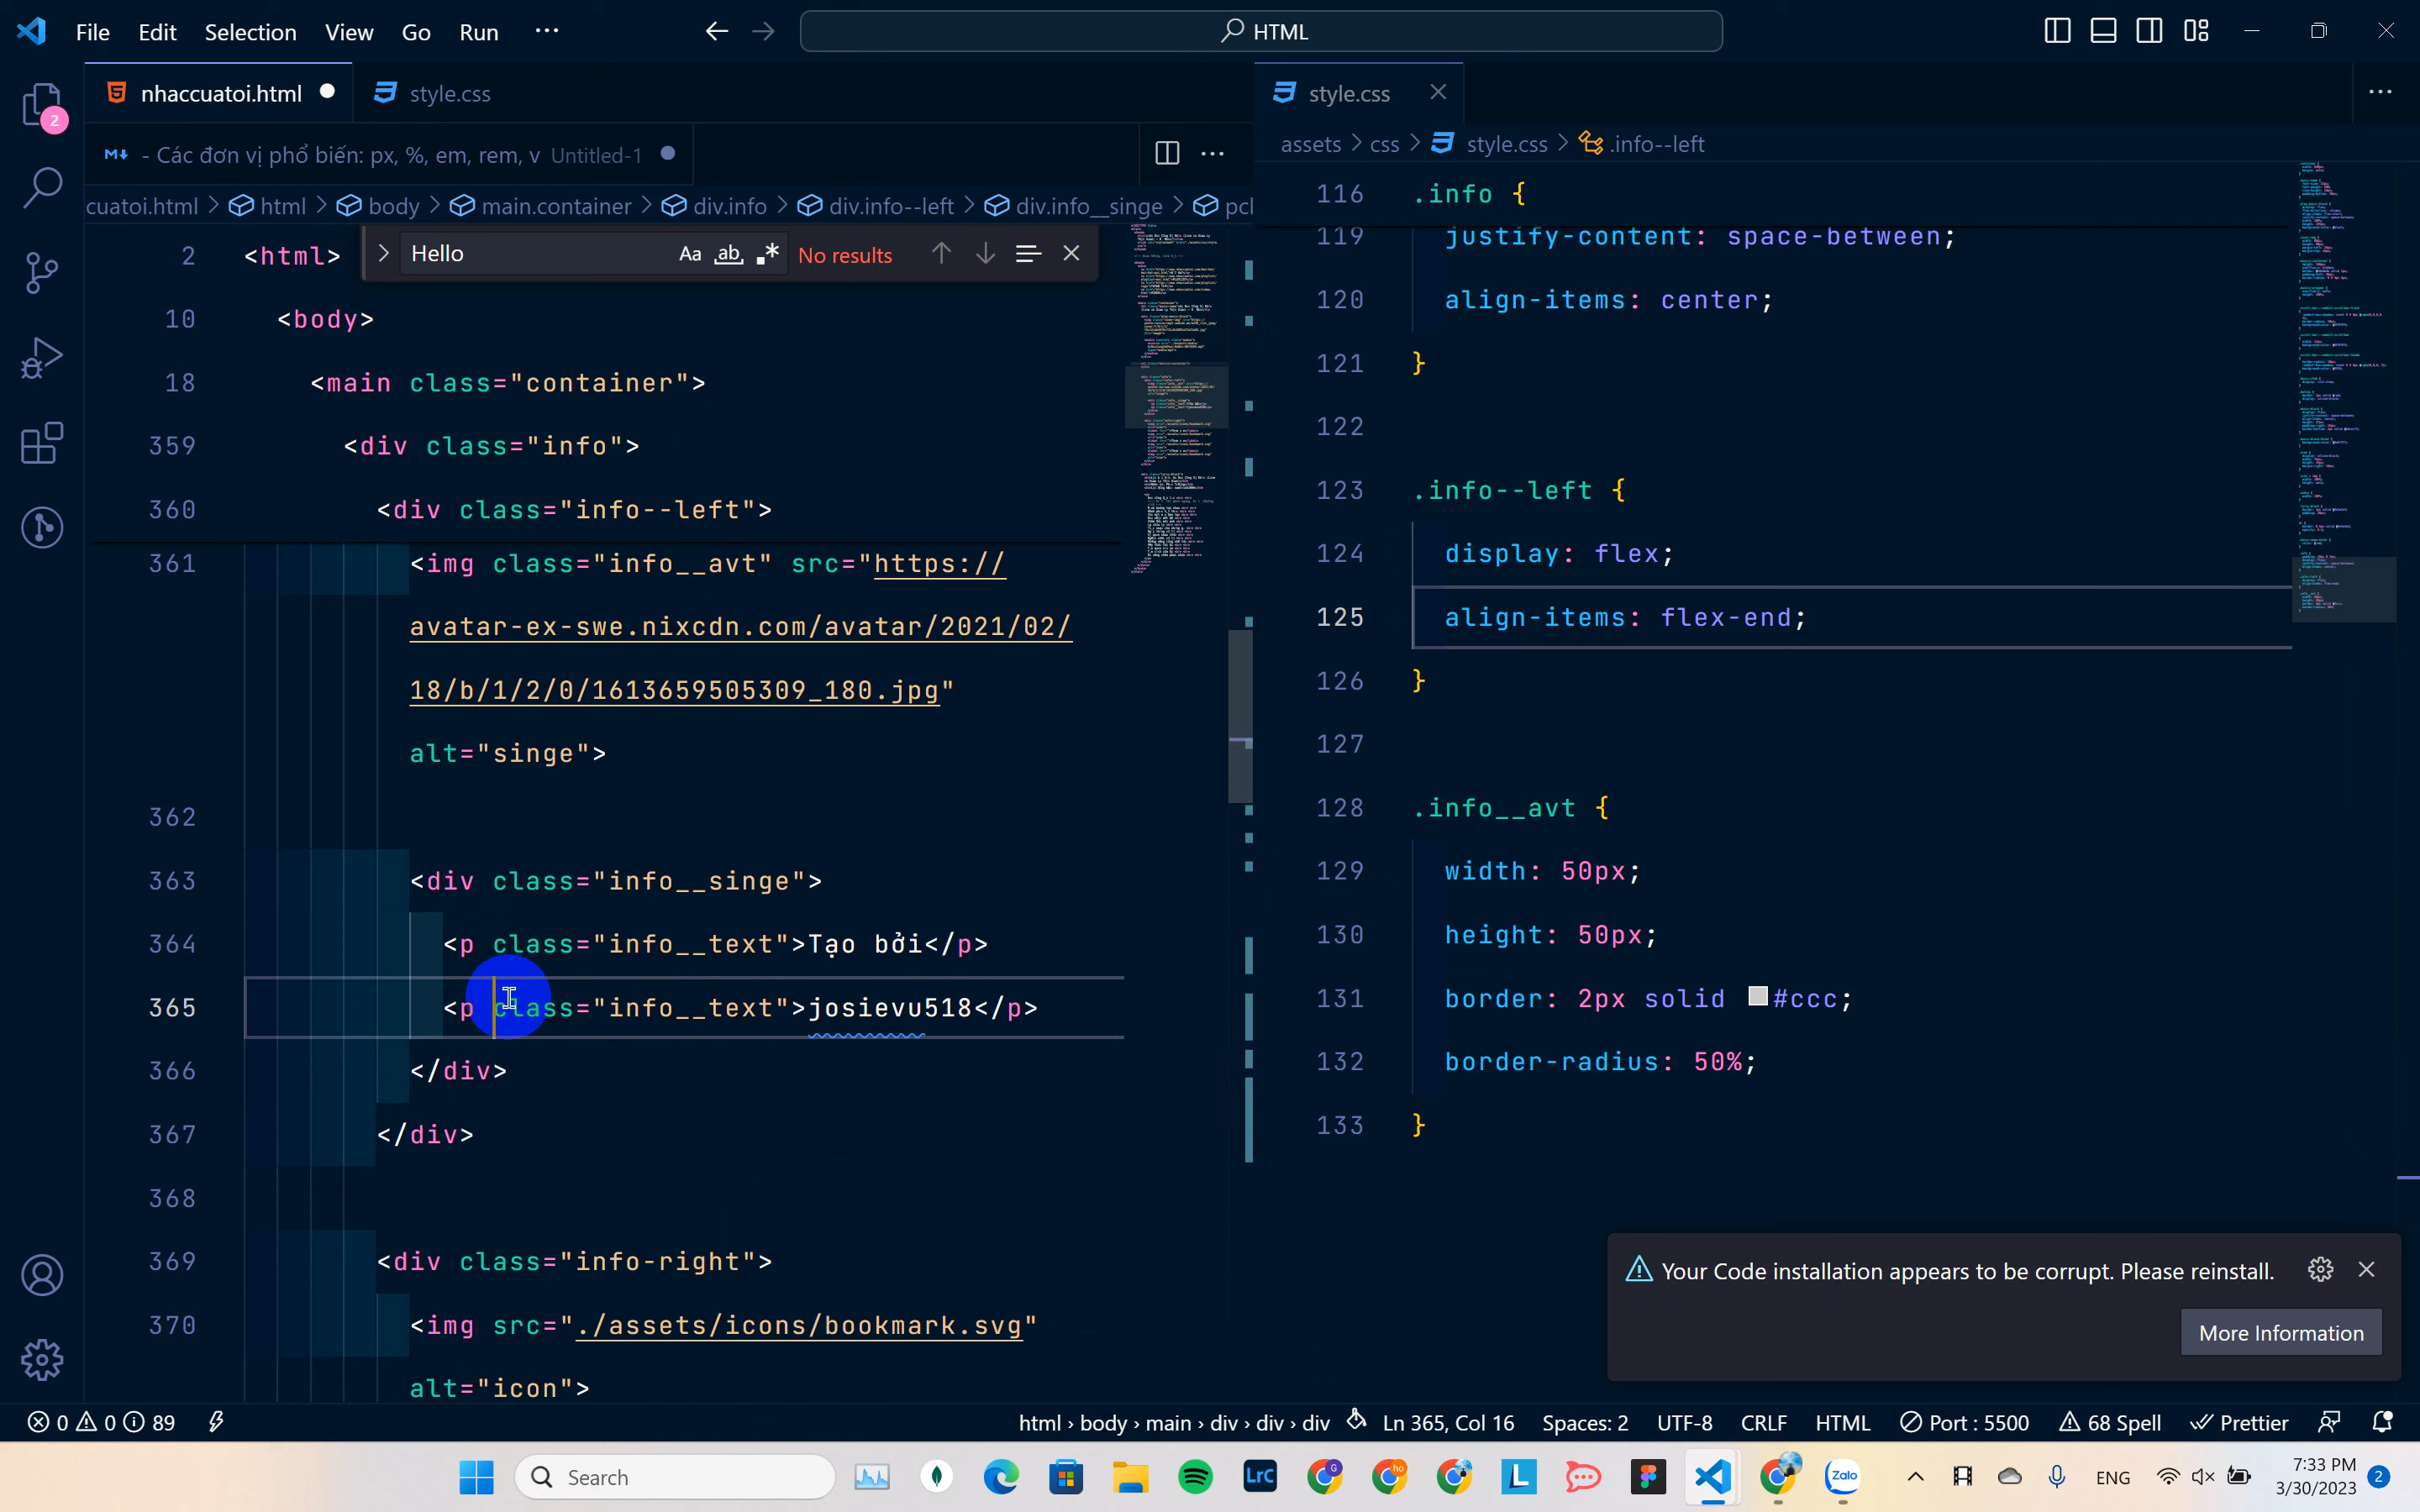 File Edit Selection View Go Run ··· HTML
nhaccuatoi.html style.css
2
- Các đơn vị phổ biến: px, %, em, rem, v Untitled-1
cuatoi.html > html > body > main.container > div.info > div.info--left > div.info__singe >
Hello Aa ab No results
2 <html>
10 <body>
18 <main class="container">
359 <div class="info">
360 <div class="info--left">
361 <img class="info__avt" src="https://
avatar-ex-swe.nixcdn.com/avatar/2021/02/
18/b/1/2/0/1613659505309_180.jpg"
alt="singe">
362
363 <div class="info__singe">
364 <p class="info__text">Tạo bởi</p>
365 <p class="info__text">josievu518</p>
366 </div>
367 </div>
368
369 <div class="info-right">
370 <img src="./assets/icons/bookmark.svg"
alt="icon">
style.css
assets > css > style.css > .info--left
116 .info {
119 justify-content: space-between;
120 align-items: center;
121 }
122
123 .info--left {
124 display: flex;
125 align-items: flex-end;
126 }
127
128 .info__avt {
129 width: 50px;
130 height: 50px;
131 border: 2px solid #ccc;
132 border-radius: 50%;
133 }
Your Code installation appears to be corrupt. Please reinstall.
More Information
0 0 89 html › body › main › div › div › div Ln 365, Col 16 Spaces: 2 UTF-8 CRLF HTML Port : 5500 68 Spell Prettier
Search LrC G ho L Zalo ENG 7:33 PM 2
3/30/2023